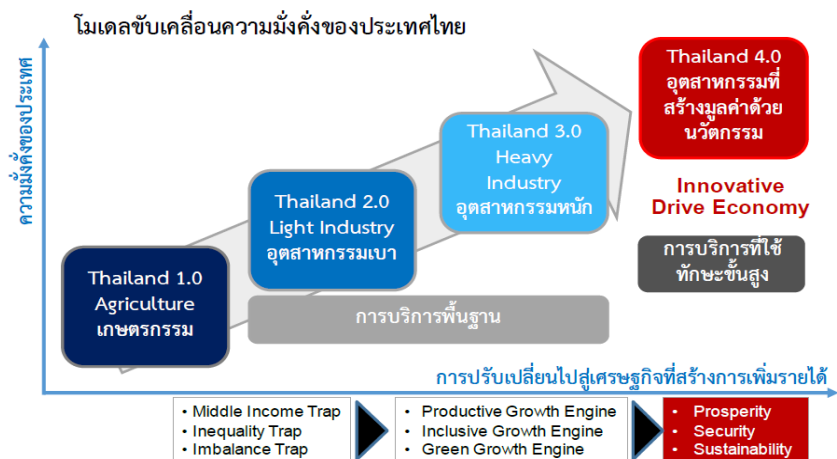 โมเดลขับเคลื่อนความมั่งคั่งของประเทศไทย
ความมั่งคั่งของประเทศ
Thailand 1.0
Agriculture
เกษตรกรรม
Thailand 2.0
Light Industry
อุตสาหกรรมเบา
Thailand 3.0
Heavy
Industry
อุตสาหกรรมหนัก
Thailand 4.0
อุตสาหกรรมที่
สร้างมูลค่าด้วย
นวัตกรรม
Innovative
Drive Economy
การบริการพื้นฐาน
การบริการที่ใช้
ทักษะขั้นสูง
การปรับเปลี่ยนไปสู่เศรษฐกิจที่สร้างการเพิ่มรายได้
• Middle Income Trap
• Inequality Trap
• Imbalance Trap
• Productive Growth Engine
• Inclusive Growth Engine
• Green Growth Engine
• Prosperity
• Security
• Sustainability